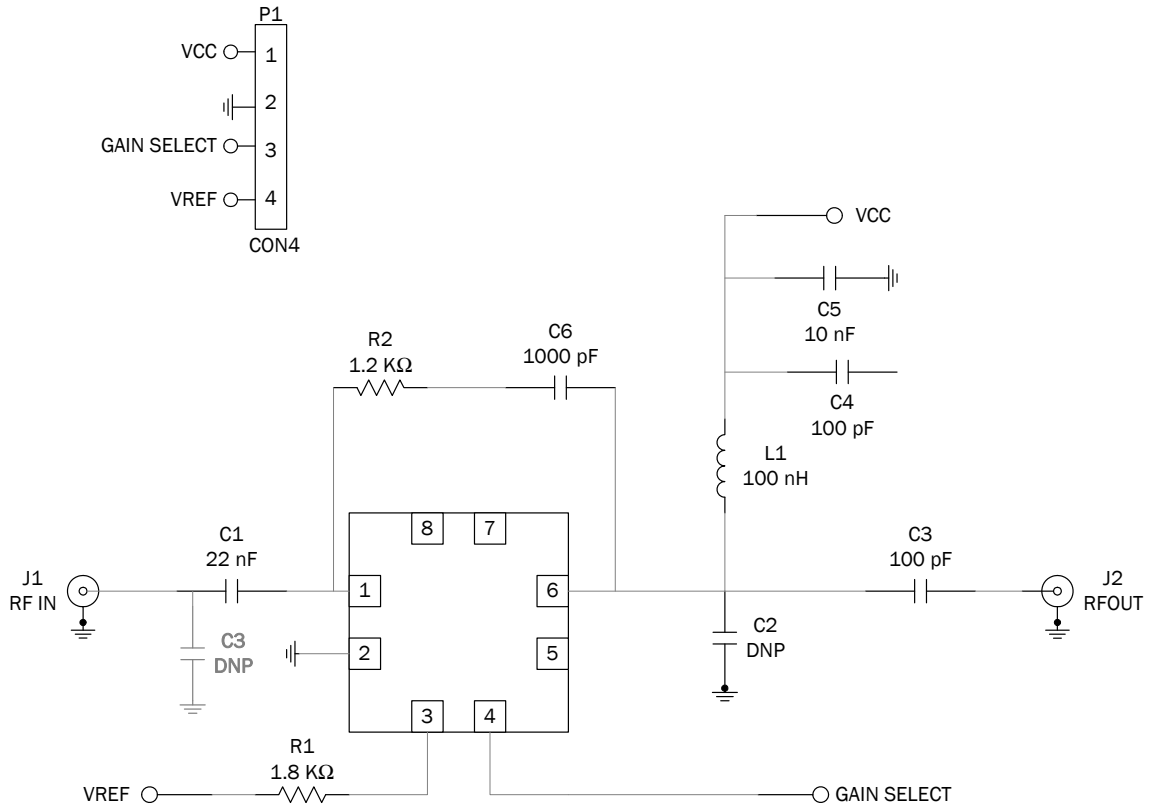 P1
VCC
1
2
GAIN SELECT
3
VREF
4
CON4
VCC
C5
10 nF
R2
1.2 KΩ
C6
1000 pF
C4
100 pF
L1
100 nH
8
7
C1
22 nF
C3
100 pF
J1
RF IN
1
6
J2
RFOUT
C3
DNP
2
5
C2
DNP
3
4
R1
1.8 KΩ
VREF
GAIN SELECT